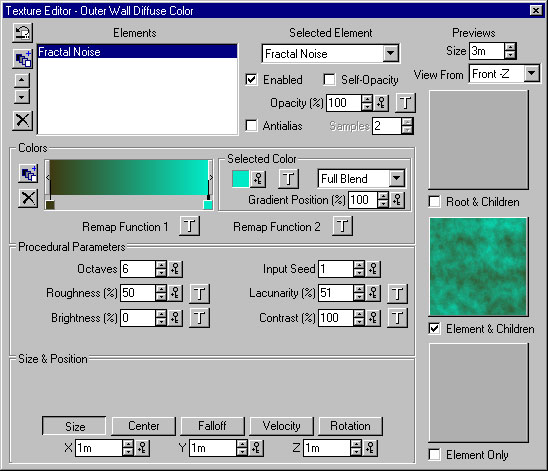 Texture Editor - Outer Wall Diffuse Color
Elements
Fractal Noise
Selected Element
Fractal Noise
Enabled
Self-Opacity
Opacity (%) 100 T
Antialias
Samples 2
Previews
Size 3m
View From Front -Z
Root & Children
Element & Children
Element Only
Colors
Selected Color
T
Full Blend
Gradient Position (%) 100
Remap Function 1 T
Remap Function 2 T
Procedural Parameters
Octaves 6
Input Seed 1
Roughness (%) 50 T
Lacunarity (%) 51 T
Brightness (%) 0 T
Contrast (%) 100 T
Size & Position
Size
Center
Falloff
Velocity
Rotation
X 1m
Y 1m
Z 1m